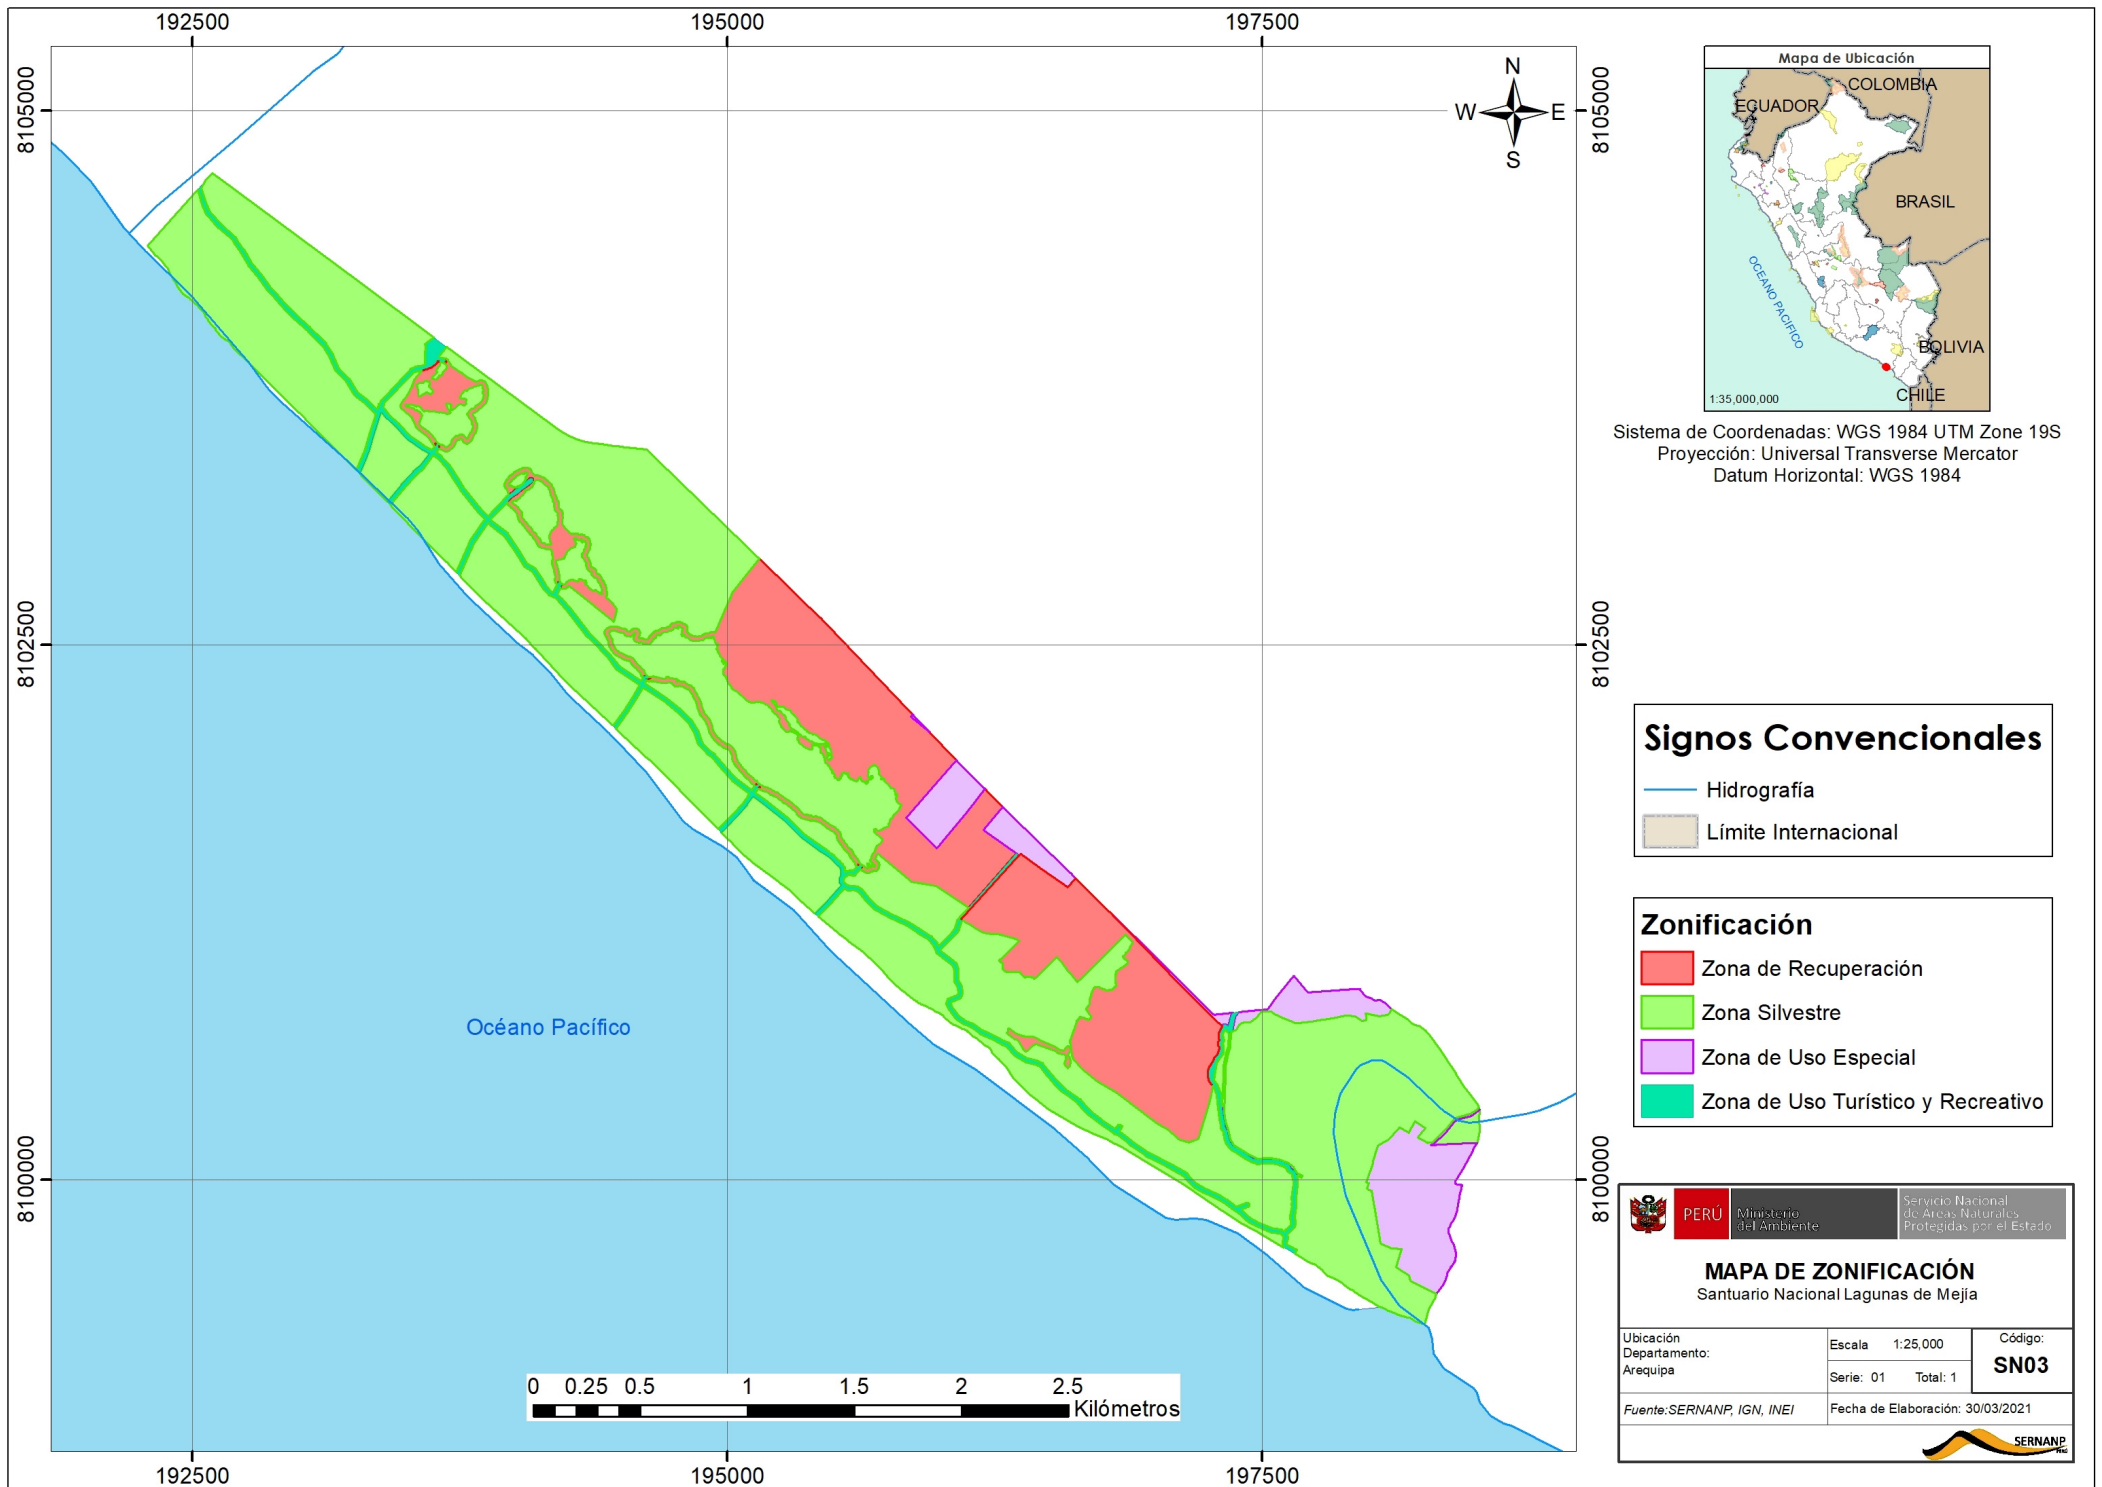 192500
195000
197500
8105000
8105000
N
W
E
S
8102500
8102500
Océano Pacífico
8100000
8100000
0 0.25 0.5 1 1.5 2 2.5
Kilómetros
192500
195000
197500
Mapa de Ubicación
COLOMBIA
ECUADOR
BRASIL
OCEANO PACÍFICO
BOLIVIA
CHILE
1:35,000,000
Sistema de Coordenadas: WGS 1984 UTM Zone 19S
Proyección: Universal Transverse Mercator
Datum Horizontal: WGS 1984
Signos Convencionales
Hidrografía
Límite Internacional
Zonificación
Zona de Recuperación
Zona Silvestre
Zona de Uso Especial
Zona de Uso Turístico y Recreativo
PERÚ
Ministerio
del Ambiente
Servicio Nacional
de Áreas Naturales
Protegidas por el Estado
MAPA DE ZONIFICACIÓN
Santuario Nacional Lagunas de Mejía
Ubicación
Departamento:
Arequipa
Escala 1:25,000
Serie: 01 Total: 1
Código:
SN03
Fuente:SERNANP, IGN, INEI
Fecha de Elaboración: 30/03/2021
SERNANP
PERÚ